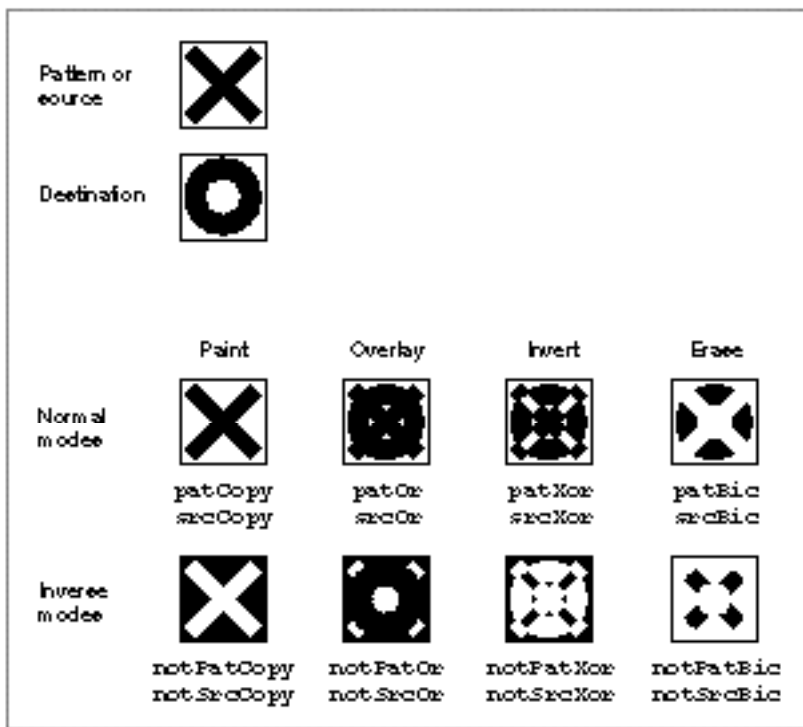 Pattern or
source
Destination
Paint Overlay Invert Erase
Normal
modes
patCopy patOr patXor patBic
srcCopy srcOr srcXor srcBic
Inverse
modes
notPatCopy notPatOr notPatXor notPatBic
notSrcCopy notSrcOr notSrcXor notSrcBic